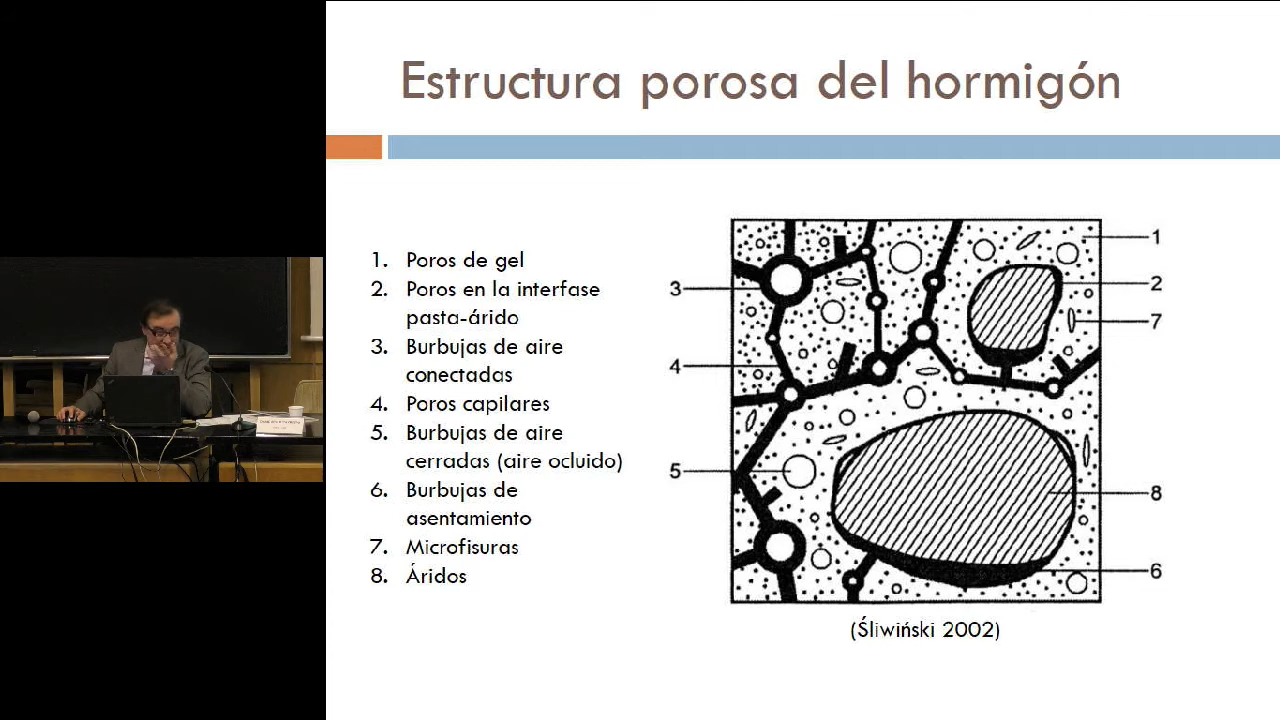 Estructura porosa del hormigón
1. Poros de gel
2. Poros en la interfase
pasta-árido
3. Burbujas de aire
conectadas
4. Poros capilares
5. Burbujas de aire
cerradas (aire ocluido)
6. Burbujas de
asentamiento
7. Microfisuras
8. Áridos
1
2
3
7
4
5
8
6
(Śliwiński 2002)